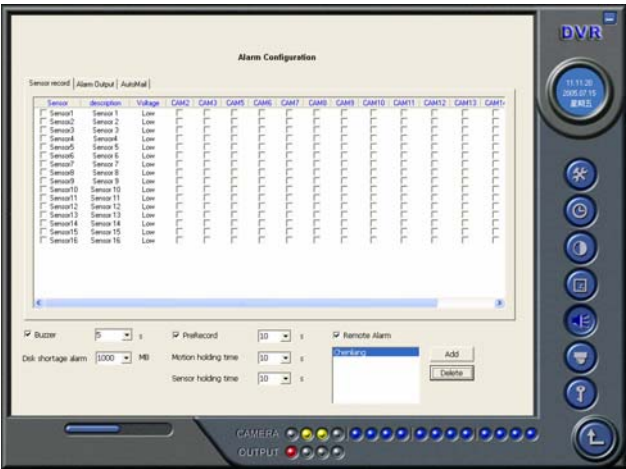 DVR
Alarm Configuration
11:11:20
2005.07.15
星期五
Sensor record Alarm Output AutoMail
Sensor description Voltage CAM2 CAM3 CAM5 CAM6 CAM7 CAM8 CAM9 CAM10 CAM11 CAM12 CAM13 CAM14
Sensor1 Sensor 1 Low
Sensor2 Sensor 2 Low
Sensor3 Sensor 3 Low
Sensor4 Sensor4 Low
Sensor5 Sensor 5 Low
Sensor6 Sensor 6 Low
Sensor7 Sensor 7 Low
Sensor8 Sensor 8 Low
Sensor9 Sensor 9 Low
Sensor10 Sensor 10 Low
Sensor11 Sensor 11 Low
Sensor12 Sensor 12 Low
Sensor13 Sensor 13 Low
Sensor14 Sensor 14 Low
Sensor15 Sensor 15 Low
Sensor16 Sensor 16 Low
Buzzer 5 s PreRecord 10 s Remote Alarm
Disk shortage alarm 1000 MB Motion holding time 10 s Chenliang Add
Sensor holding time 10 s Delete
CAMERA
OUTPUT